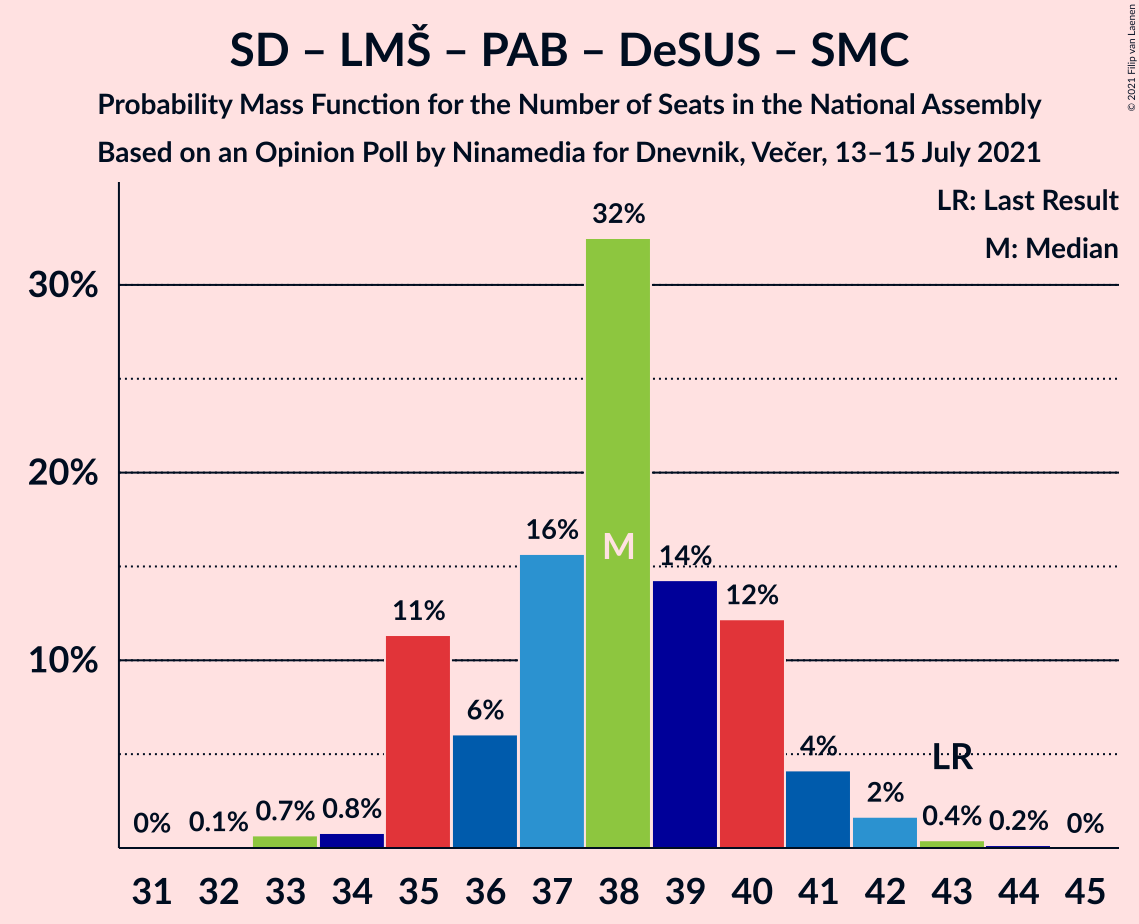 SD – LMŠ – PAB – DeSUS – SMC
Probability Mass Function for the Number of Seats in the National Assembly
Based on an Opinion Poll by Ninamedia for Dnevnik, Večer, 13–15 July 2021
© 2021 Filip van Laenen
LR: Last Result
M: Median
30%
20%
10%
0% 0.1% 0.7% 0.8% 11% 6% 16% 32% 14% 12% 4% 2% 0.4% 0.2% 0%
M
LR
31 32 33 34 35 36 37 38 39 40 41 42 43 44 45